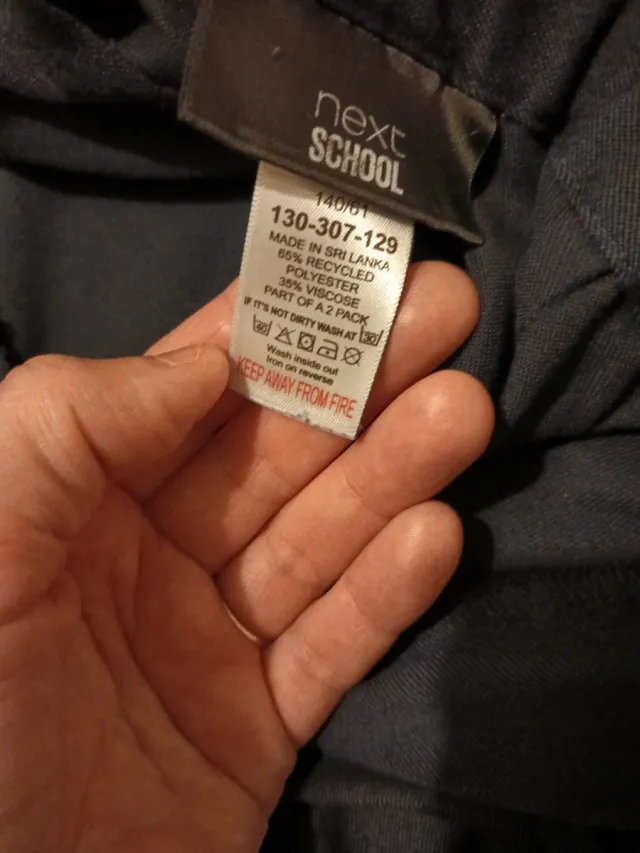 next
SCHOOL
140/61
130-307-129
MADE IN SRI LANKA
65% RECYCLED
POLYESTER
35% VISCOSE
PART OF A 2 PACK
IF IT'S NOT DIRTY WASH AT 30
40
Wash inside out
Iron on reverse
KEEP AWAY FROM FIRE